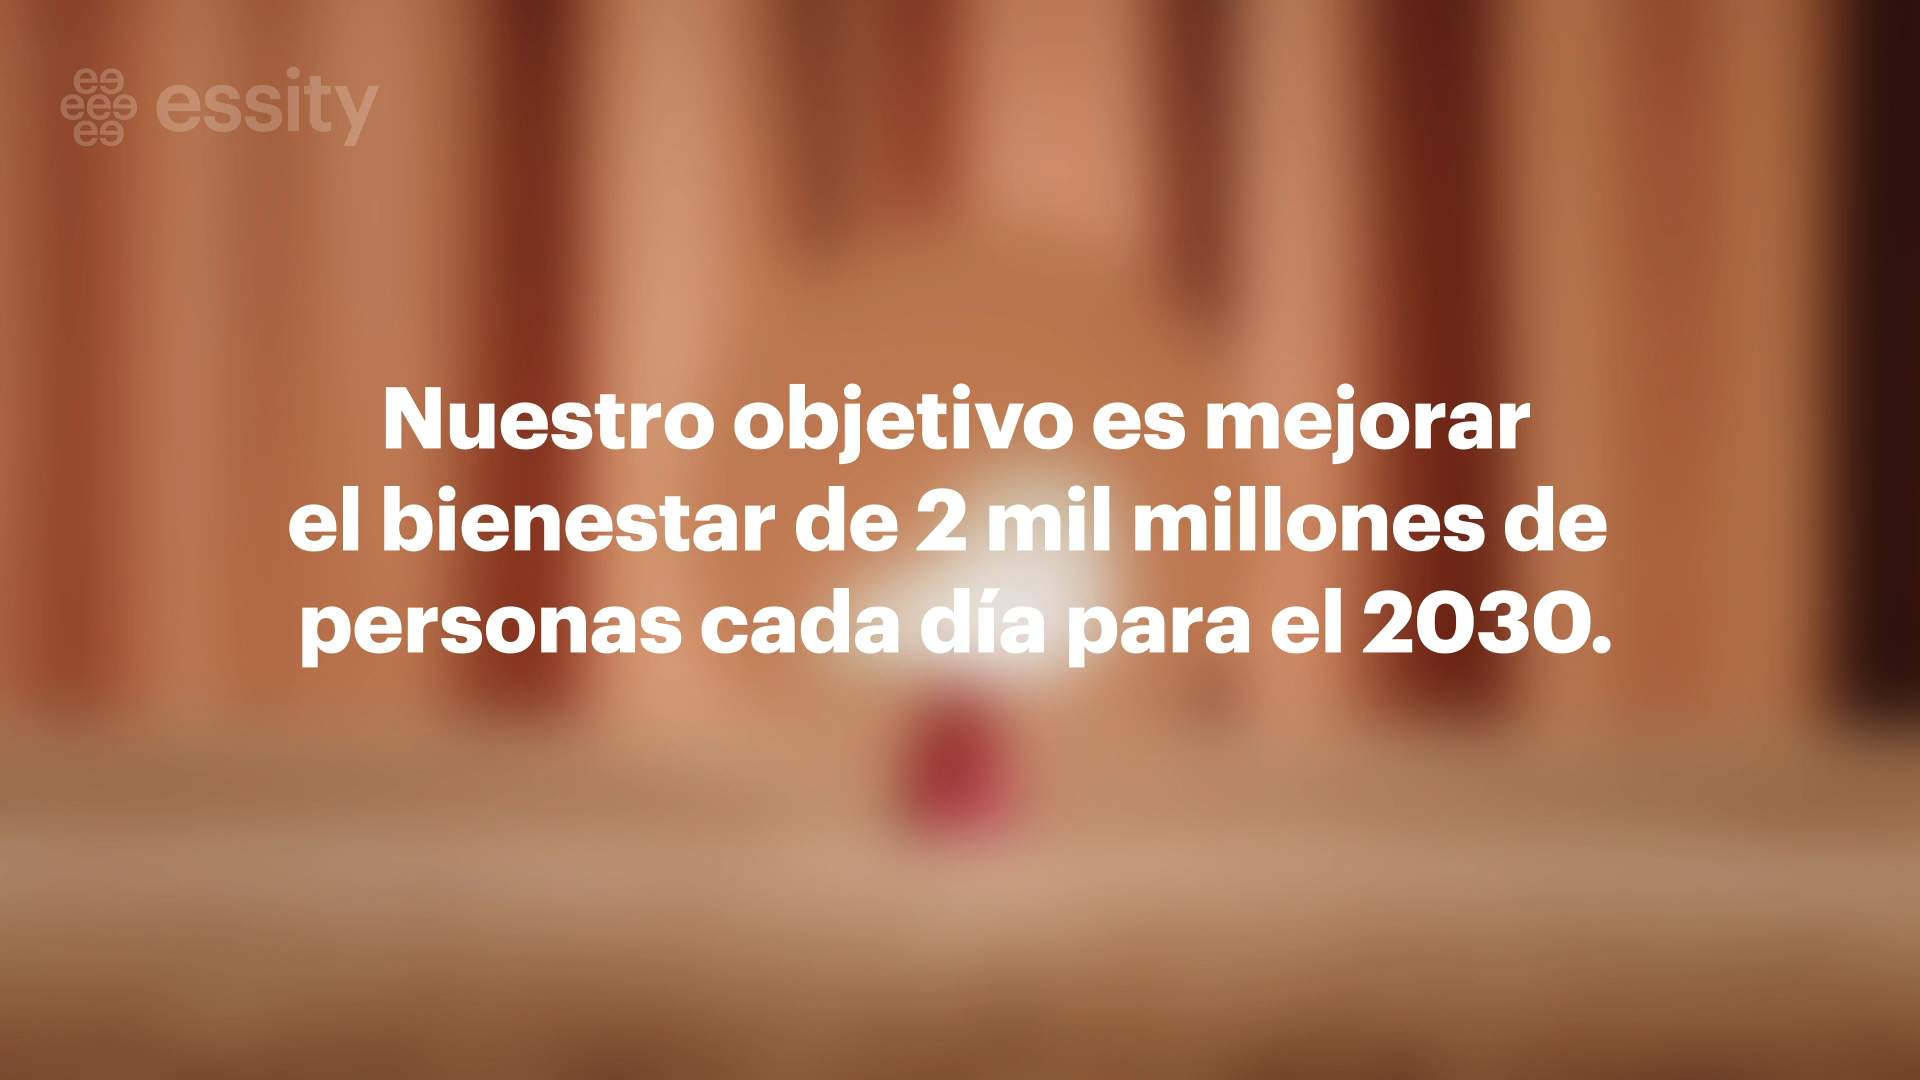 essity
Nuestro objetivo es mejorar
el bienestar de 2 mil millones de
personas cada día para el 2030.